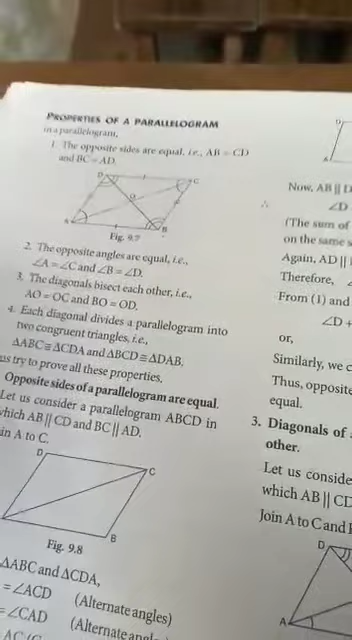 PROPERTIES OF A PARALLELOGRAM
in a parallelogram,
1. The opposite sides are equal, i.e., AB = CD
and BC = AD.
D
C
O
A
B
Fig. 9.7
2. The opposite angles are equal, i.e.,
∠A = ∠C and ∠B = ∠D.
3. The diagonals bisect each other, i.e.,
AO = OC and BO = OD.
4. Each diagonal divides a parallelogram into
two congruent triangles, i.e.,
ΔABC ≅ ΔCDA and ΔBCD ≅ ΔDAB.
us try to prove all these properties.
Opposite sides of a parallelogram are equal.
Let us consider a parallelogram ABCD in
which AB || CD and BC || AD.
in A to C.
D
C
B
Fig. 9.8
ΔABC and ΔCDA,
= ∠ACD (Alternate angles)
= ∠CAD (Alternate
D
A
Now, AB ||
∴ ∠D
(The sum of
on the same
Again, AD ||
Therefore,
From (1) and
∠D +
or,
Similarly, we
Thus, opposite
equal.
3. Diagonals of
other.
Let us conside
which AB || CD
Join A to C and
D
A